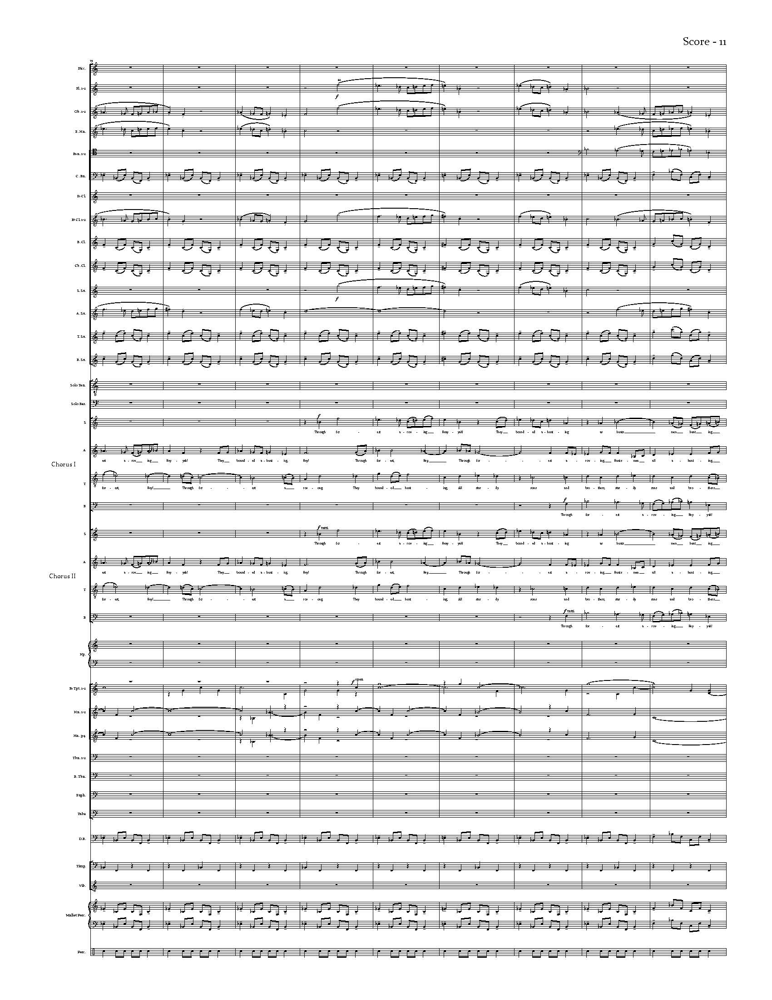 Score - 11
79
Picc.
Fl. 1-2
a2
f
Ob. 1-2
E. Hn.
Bsn. 1-2
C. Bn.
E♭ Cl.
B♭ Cl. 1-2
B. Cl.
Cb. Cl.
S. Sx.
f
A. Sx.
T. Sx.
B. Sx.
Solo Ten.
Solo Bar.
S
f
Through for - est a - rov - ing Heay - yah! They bound - ed a - hunt - ing as hunts men hunt ing
A
est a - rov - ing Hey - yah! They bound - ed a - hunt - ing, Hey! Through for - est, Hey Through for - est a - rov - ing, Hunts - men all a - hunt - ing,
Chorus I
T
for - est, Hey! Through for - est a - rov - ong They bound - ed hunt - ing, All stur - dy sons and bro - thers, stur - dy sons and bro - thers
B
f
Through for - est a - rov - ing Hey - yah!
S
f tutti
Through for - est a - rov - ing Heay - yah! They bound - ed a - hunt - ing as hunts men hunt ing
A
est a - rov - ing Hey - yah! They bound - ed a - hunt - ing, Hey! Through for - est, Hey Through for - est a - rov - ing, Hunts - men all a - hunt - ing,
Chorus II
T
for - est, Hey! Through for - est a - rov - ong They bound - ed hunt - ing, All stur - dy sons and bro - thers, stur - dy sons and bro - thers
B
f tutti
Through for - est a - rov - ing Hey - yah!
Hp.
B♭ Tpt. 1-2
f open
Hn. 1-2
Hn. 3-4
Tbn. 1-2
B. Tbn.
Euph.
Tuba
D.B.
Timp.
Vib.
Mallet Perc.
Perc.